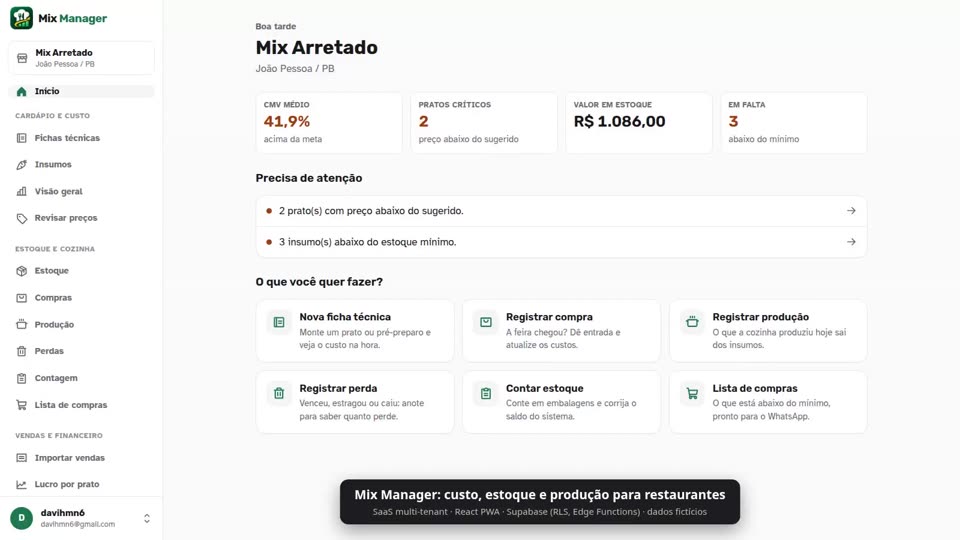 Mix Manager
Mix Arretado
João Pessoa / PB
Início
CARDÁPIO E CUSTO
Fichas técnicas
Insumos
Visão geral
Revisar preços
ESTOQUE E COZINHA
Estoque
Compras
Produção
Perdas
Contagem
Lista de compras
VENDAS E FINANCEIRO
Importar vendas
Lucro por prato
D
davihmn6
davihmn6@gmail.com
Boa tarde
Mix Arretado
João Pessoa / PB
CMV MÉDIO
41,9%
acima da meta
PRATOS CRÍTICOS
2
preço abaixo do sugerido
VALOR EM ESTOQUE
R$ 1.086,00
EM FALTA
3
abaixo do mínimo
Precisa de atenção
2 prato(s) com preço abaixo do sugerido.
3 insumo(s) abaixo do estoque mínimo.
O que você quer fazer?
Nova ficha técnica
Monte um prato ou pré-preparo e
veja o custo na hora.
Registrar compra
A feira chegou? Dê entrada e
atualize os custos.
Registrar produção
O que a cozinha produziu hoje sai
dos insumos.
Registrar perda
Venceu, estragou ou caiu: anote
para saber quanto perde.
Contar estoque
Conte em embalagens e corrija o
saldo do sistema.
Lista de compras
O que está abaixo do mínimo,
pronto para o WhatsApp.
Mix Manager: custo, estoque e produção para restaurantes
SaaS multi-tenant · React PWA · Supabase (RLS, Edge Functions) · dados fictícios